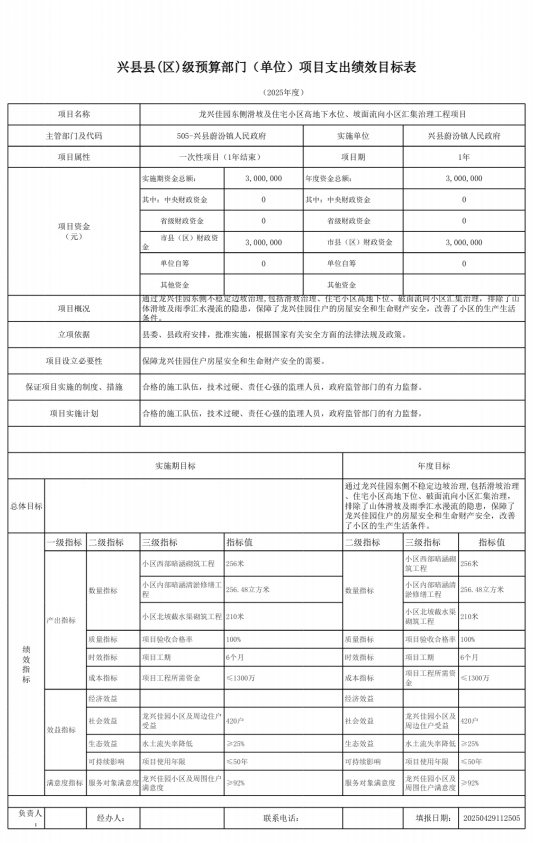 兴县县(区)级预算部门（单位）项目支出绩效目标表
（2025年度）
项目名称 龙兴佳园东侧滑坡及住宅小区高地下水位、坡面流向小区汇集治理工程项目
主管部门及代码 505-兴县蔚汾镇人民政府 实施单位 兴县蔚汾镇人民政府
项目属性 一次性项目（1年结束） 项目期 1年
项目资金（元）
实施期资金总额： 3,000,000 年度资金总额： 3,000,000
其中：中央财政资金 0 其中：中央财政资金 0
省级财政资金 0 省级财政资金 0
市县（区）财政资金 3,000,000 市县（区）财政资金 3,000,000
单位自筹 0 单位自筹 0
其他资金 其他资金
项目概况
通过龙兴佳园东侧不稳定边坡治理,包括滑坡治理、住宅小区高地下位、破面流向小区汇集治理，排除了山
体滑坡及雨季汇水漫流的隐患，保障了龙兴佳园住户的房屋安全和生命财产安全，改善了小区的生产生活
条件。
立项依据 县委、县政府安排，批准实施，根据国家有关安全方面的法律法规及政策。
项目设立必要性 保障龙兴佳园住户房屋安全和生命财产安全的需要。
保证项目实施的制度、措施 合格的施工队伍，技术过硬、责任心强的监理人员，政府监管部门的有力监督。
项目实施计划 合格的施工队伍，技术过硬、责任心强的监理人员，政府监管部门的有力监督。
实施期目标 年度目标
总体目标
通过龙兴佳园东侧不稳定边坡治理,包括滑坡治理
、住宅小区高地下位、破面流向小区汇集治理，
排除了山体滑坡及雨季汇水漫流的隐患，保障了
龙兴佳园住户的房屋安全和生命财产安全，改善
了小区的生产生活条件。
绩效指标
一级指标 二级指标 三级指标 指标值 二级指标 三级指标 指标值
产出指标
数量指标 小区西部暗涵砌筑工程 256米 数量指标 小区西部暗涵砌筑工程 256米
小区内部暗涵清淤修缮工程 256.48立方米 小区内部暗涵清淤修缮工程 256.48立方米
小区北坡截水渠砌筑工程 210米 小区北坡截水渠砌筑工程 210米
质量指标 项目验收合格率 100% 质量指标 项目验收合格率 100%
时效指标 项目工期 6个月 时效指标 项目工期 6个月
成本指标 项目工程所需资金 ≤1300万 成本指标 项目工程所需资金 ≤1300万
效益指标
经济效益 经济效益
社会效益 龙兴佳园小区及周边住户受益 420户 社会效益 龙兴佳园小区及周边住户受益 420户
生态效益 水土流失率降低 ≥25% 生态效益 水土流失率降低 ≥25%
可持续影响 项目使用年限 ≤50年 可持续影响 项目使用年限 ≤50年
满意度指标 服务对象满意度 龙兴佳园小区及周围住户满意度 ≥92% 服务对象满意度 龙兴佳园小区及周围住户满意度 ≥92%
负责人： 经办人： 联系电话： 填报日期： 20250429112505